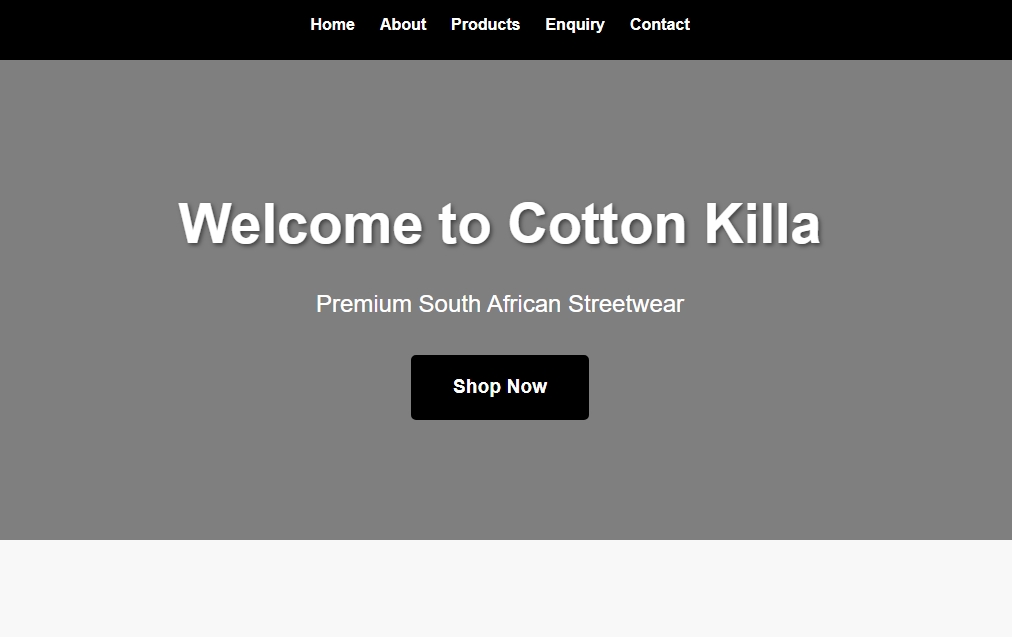 Home About Products Enquiry Contact
Welcome to Cotton Killa
Premium South African Streetwear
Shop Now